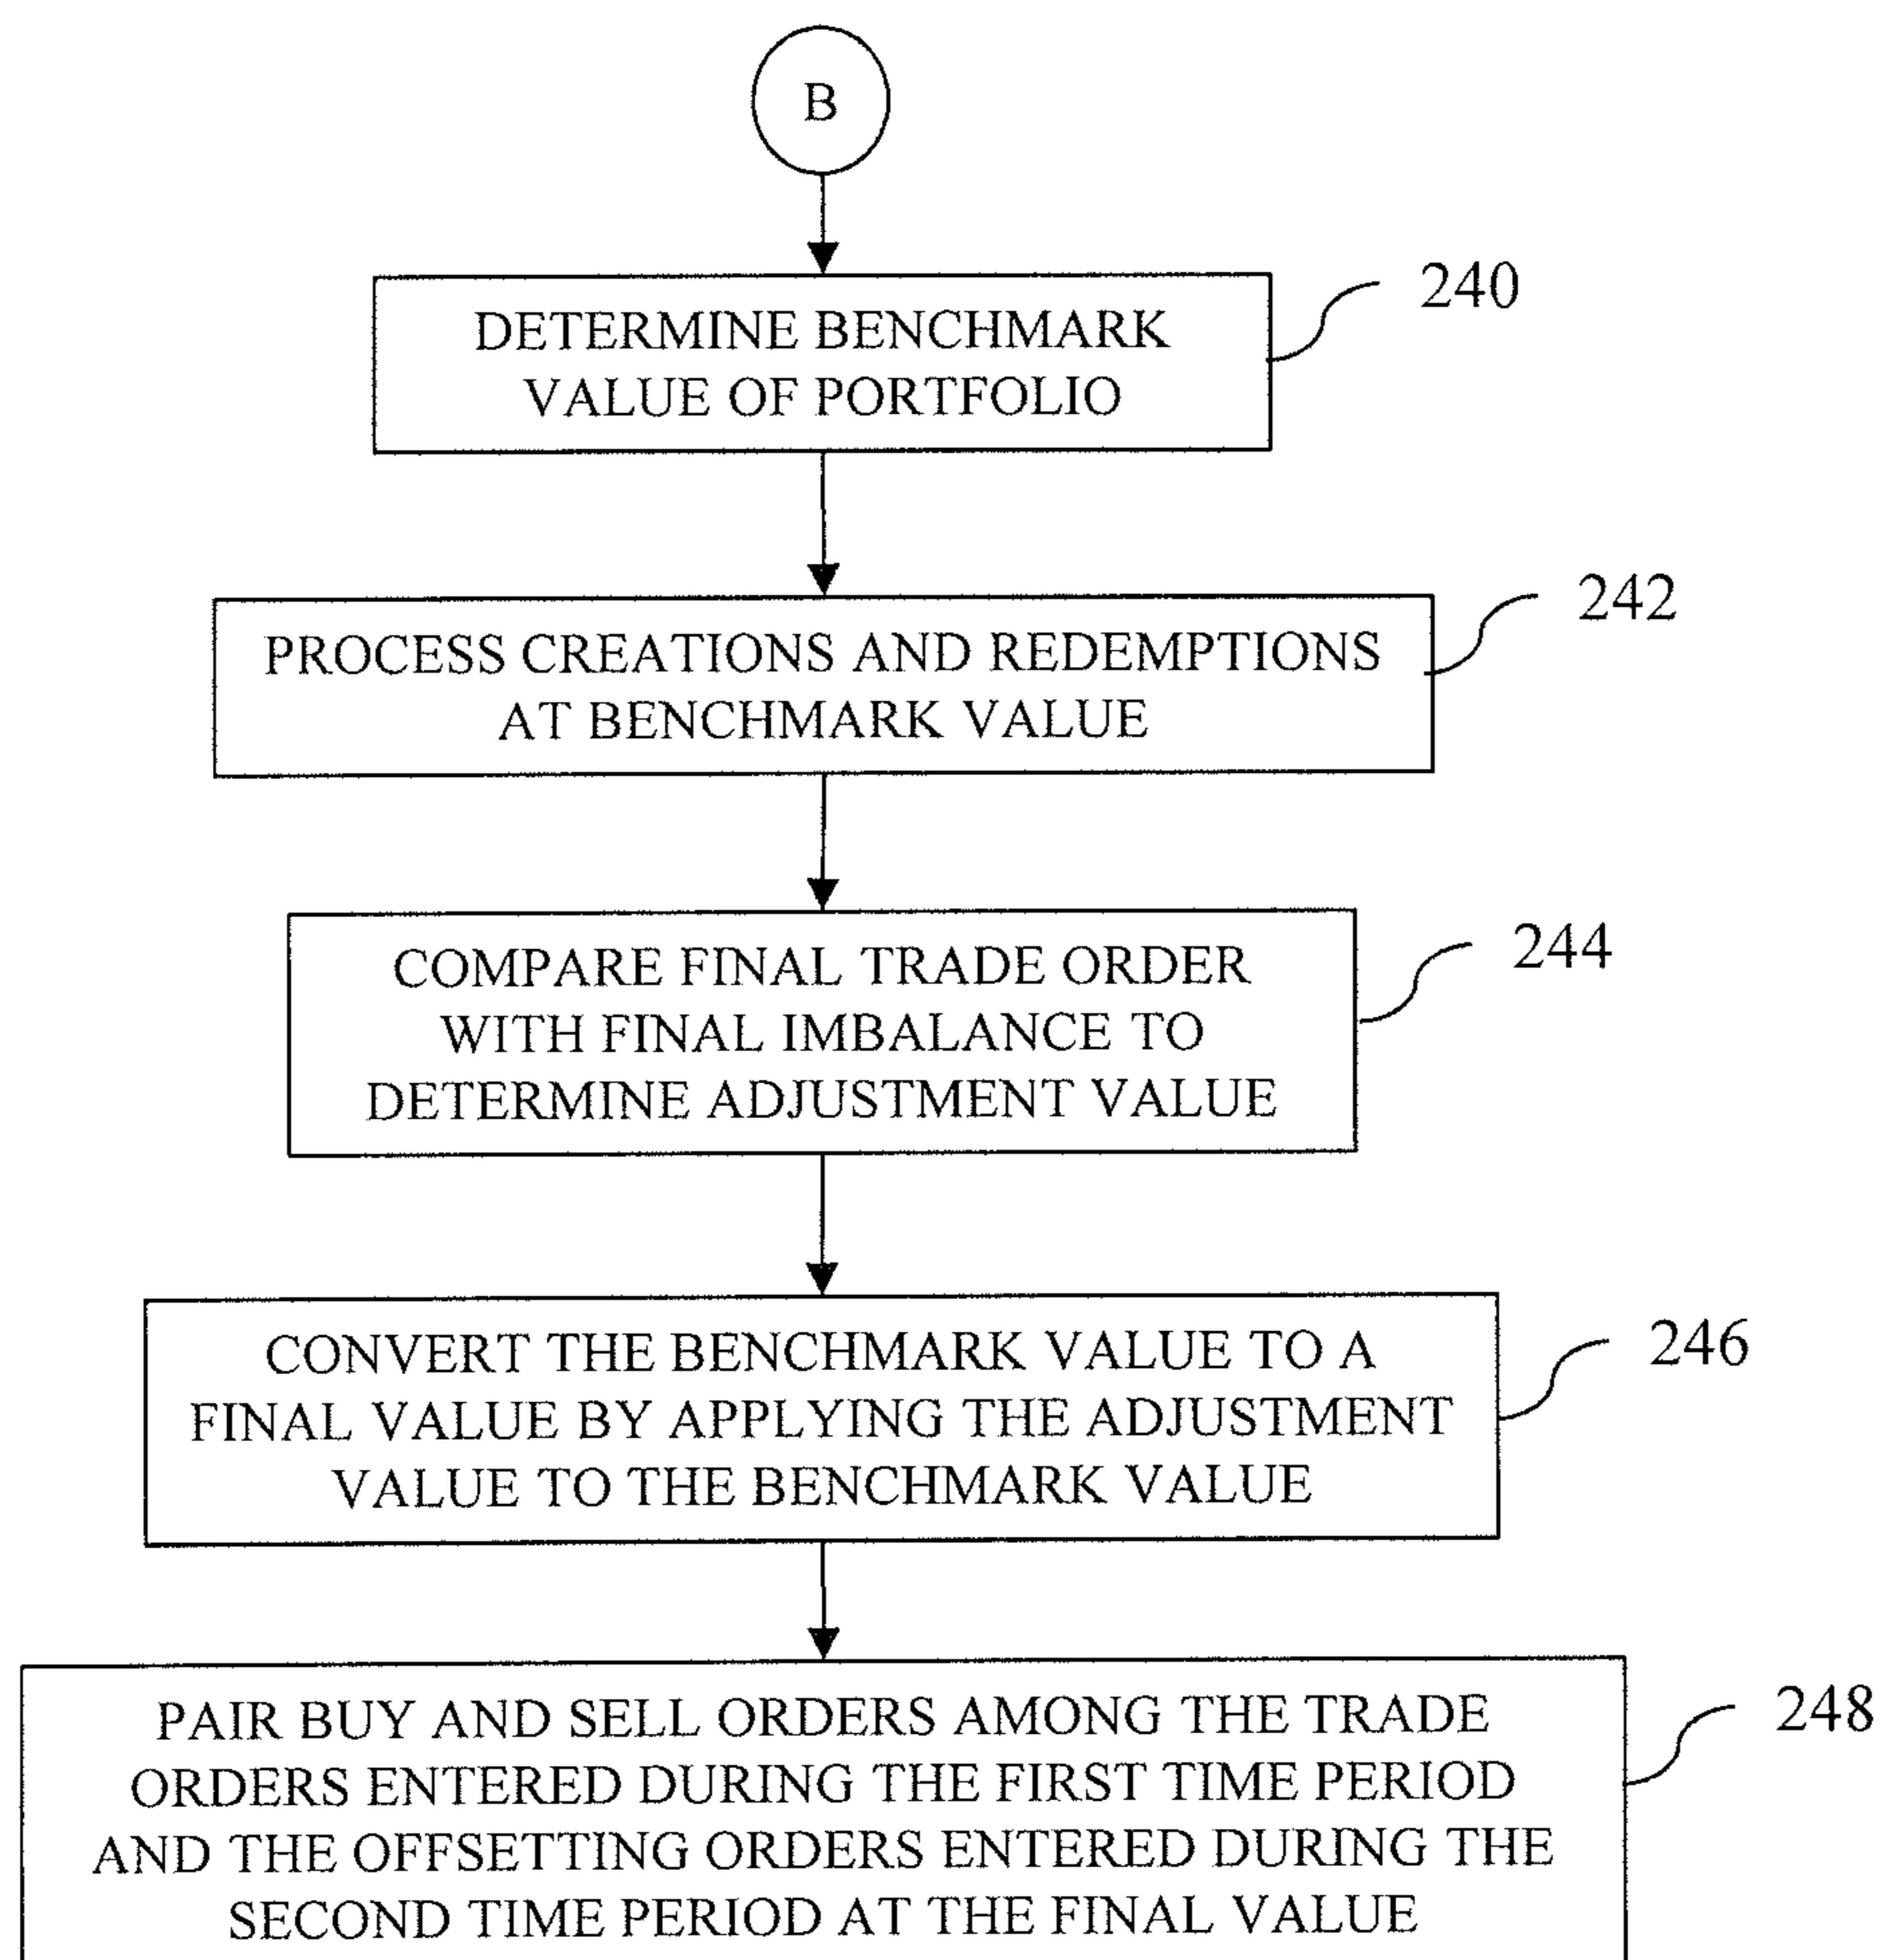 B
DETERMINE BENCHMARK
VALUE OF PORTFOLIO
240
PROCESS CREATIONS AND REDEMPTIONS
AT BENCHMARK VALUE
242
COMPARE FINAL TRADE ORDER
WITH FINAL IMBALANCE TO
DETERMINE ADJUSTMENT VALUE
244
CONVERT THE BENCHMARK VALUE TO A
FINAL VALUE BY APPLYING THE ADJUSTMENT
VALUE TO THE BENCHMARK VALUE
246
PAIR BUY AND SELL ORDERS AMONG THE TRADE
ORDERS ENTERED DURING THE FIRST TIME PERIOD
AND THE OFFSETTING ORDERS ENTERED DURING THE
SECOND TIME PERIOD AT THE FINAL VALUE
248